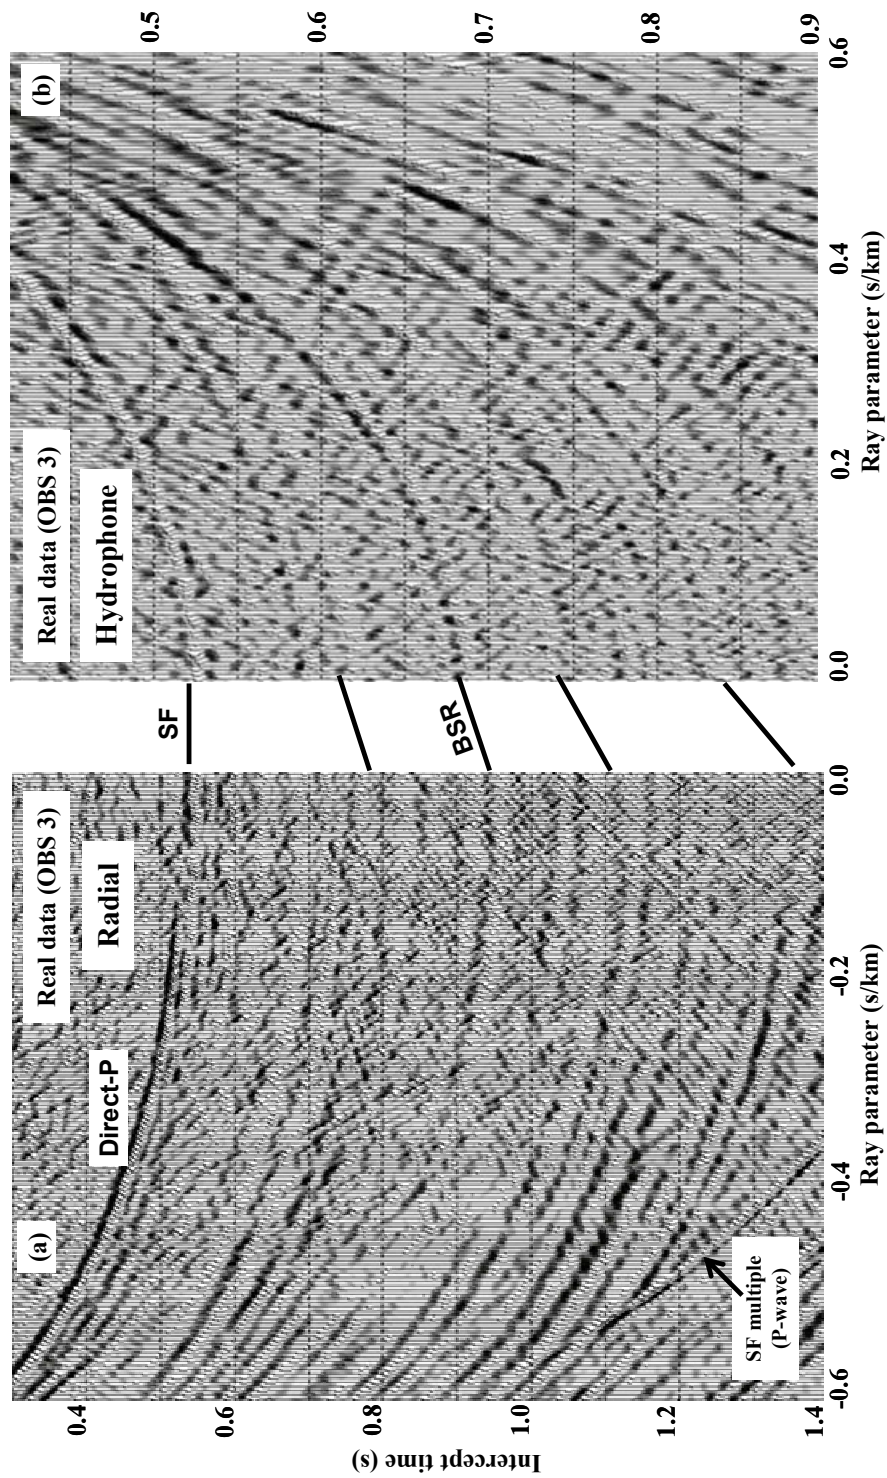 (a)
Real data (OBS 3)
Radial
Direct-P
SF multiple
(P-wave)
Intercept time (s)
0.4
0.6
0.8
1.0
1.2
1.4
-0.6
-0.4
-0.2
0.0
Ray parameter (s/km)
SF
BSR
(b)
Real data (OBS 3)
Hydrophone
0.5
0.6
0.7
0.8
0.9
0.0
0.2
0.4
0.6
Ray parameter (s/km)